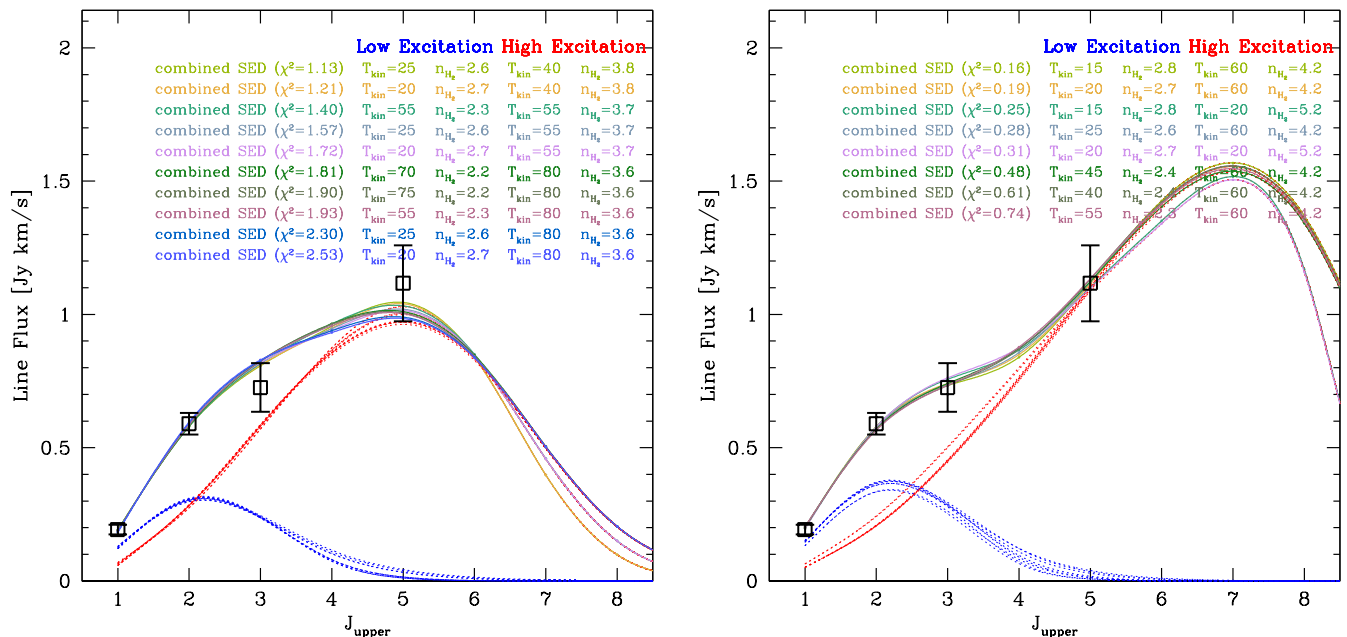 Low Excitation High Excitation
combined SED (χ²=1.13) T_kin=25 n_H₂=2.6 T_kin=40 n_H₂=3.8
combined SED (χ²=1.21) T_kin=20 n_H₂=2.7 T_kin=40 n_H₂=3.8
combined SED (χ²=1.40) T_kin=55 n_H₂=2.3 T_kin=55 n_H₂=3.7
combined SED (χ²=1.57) T_kin=25 n_H₂=2.6 T_kin=55 n_H₂=3.7
combined SED (χ²=1.72) T_kin=20 n_H₂=2.7 T_kin=55 n_H₂=3.7
combined SED (χ²=1.81) T_kin=70 n_H₂=2.2 T_kin=80 n_H₂=3.6
combined SED (χ²=1.90) T_kin=75 n_H₂=2.2 T_kin=80 n_H₂=3.6
combined SED (χ²=1.93) T_kin=55 n_H₂=2.3 T_kin=80 n_H₂=3.6
combined SED (χ²=2.30) T_kin=25 n_H₂=2.6 T_kin=80 n_H₂=3.6
combined SED (χ²=2.53) T_kin=20 n_H₂=2.7 T_kin=80 n_H₂=3.6
Line Flux [Jy km/s]
2
1.5
1
0.5
0
1 2 3 4 5 6 7 8
J_upper
Low Excitation High Excitation
combined SED (χ²=0.16) T_kin=15 n_H₂=2.8 T_kin=60 n_H₂=4.2
combined SED (χ²=0.19) T_kin=20 n_H₂=2.7 T_kin=60 n_H₂=4.2
combined SED (χ²=0.25) T_kin=15 n_H₂=2.8 T_kin=20 n_H₂=5.2
combined SED (χ²=0.28) T_kin=25 n_H₂=2.6 T_kin=60 n_H₂=4.2
combined SED (χ²=0.31) T_kin=20 n_H₂=2.7 T_kin=20 n_H₂=5.2
combined SED (χ²=0.48) T_kin=45 n_H₂=2.4 T_kin=60 n_H₂=4.2
combined SED (χ²=0.61) T_kin=40 T_kin=60 n_H₂=4.2
combined SED (χ²=0.74) T_kin=55 T_kin=60 n_H₂=4.2
Line Flux [Jy km/s]
2
1.5
1
0.5
0
1 2 3 4 5 6 7 8
J_upper